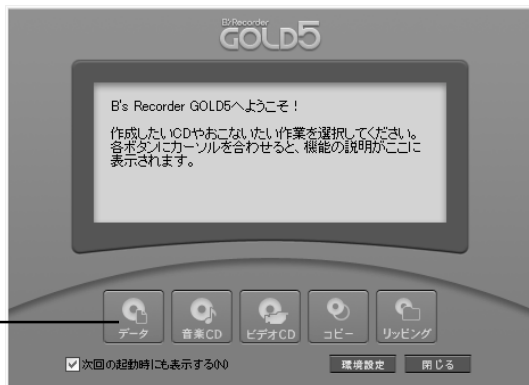 B's Recorder
GOLD5
B's Recorder GOLD5へようこそ！
作成したいCDやおこないたい作業を選択してください。
各ボタンにカーソルを合わせると、機能の説明がここに
表示されます。
データ
音楽CD
ビデオCD
コピー
リッピング
次回の起動時にも表示する(N)
環境設定
閉じる